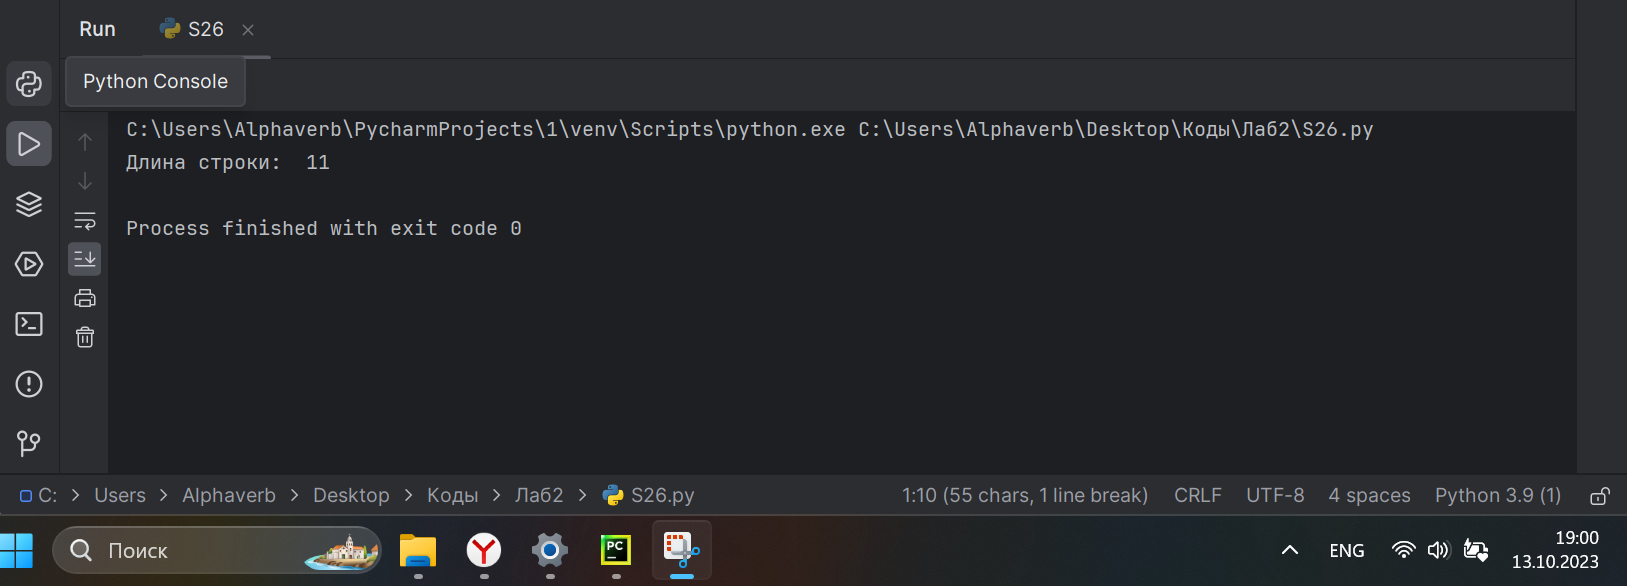 Run S26
Python Console
C:\Users\Alphaverb\PycharmProjects\1\venv\Scripts\python.exe C:\Users\Alphaverb\Desktop\Коды\Лаб2\S26.py
Длина строки:  11
Process finished with exit code 0
C: > Users > Alphaverb > Desktop > Коды > Лаб2 > S26.py 1:10 (55 chars, 1 line break) CRLF UTF-8 4 spaces Python 3.9 (1)
Поиск PC ENG 19:00
13.10.2023